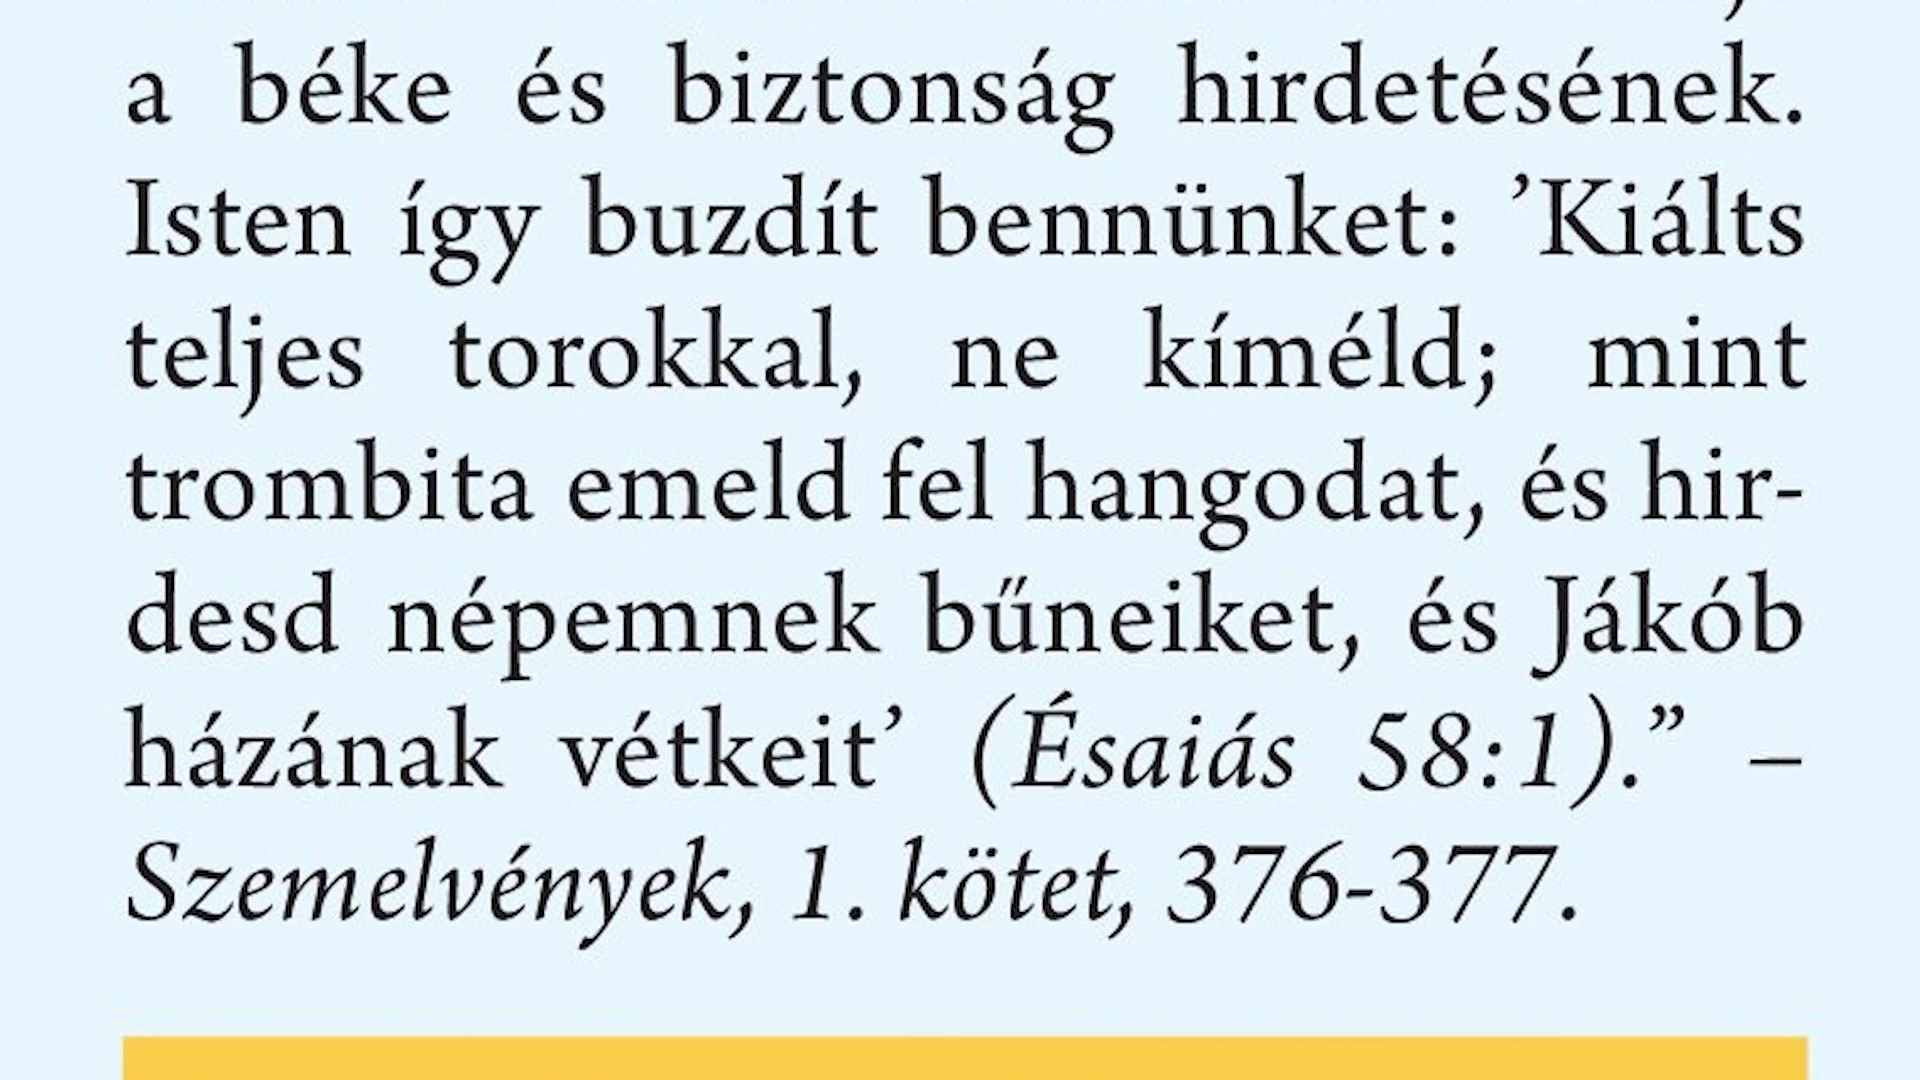 a béke és biztonság hirdetésének.
Isten így buzdít bennünket: ’Kiálts
teljes torokkal, ne kíméld; mint
trombita emeld fel hangodat, és hir-
desd népemnek bűneiket, és Jákób
házának vétkeit’ (Ésaiás 58:1).” –
Szemelvények, 1. kötet, 376-377.